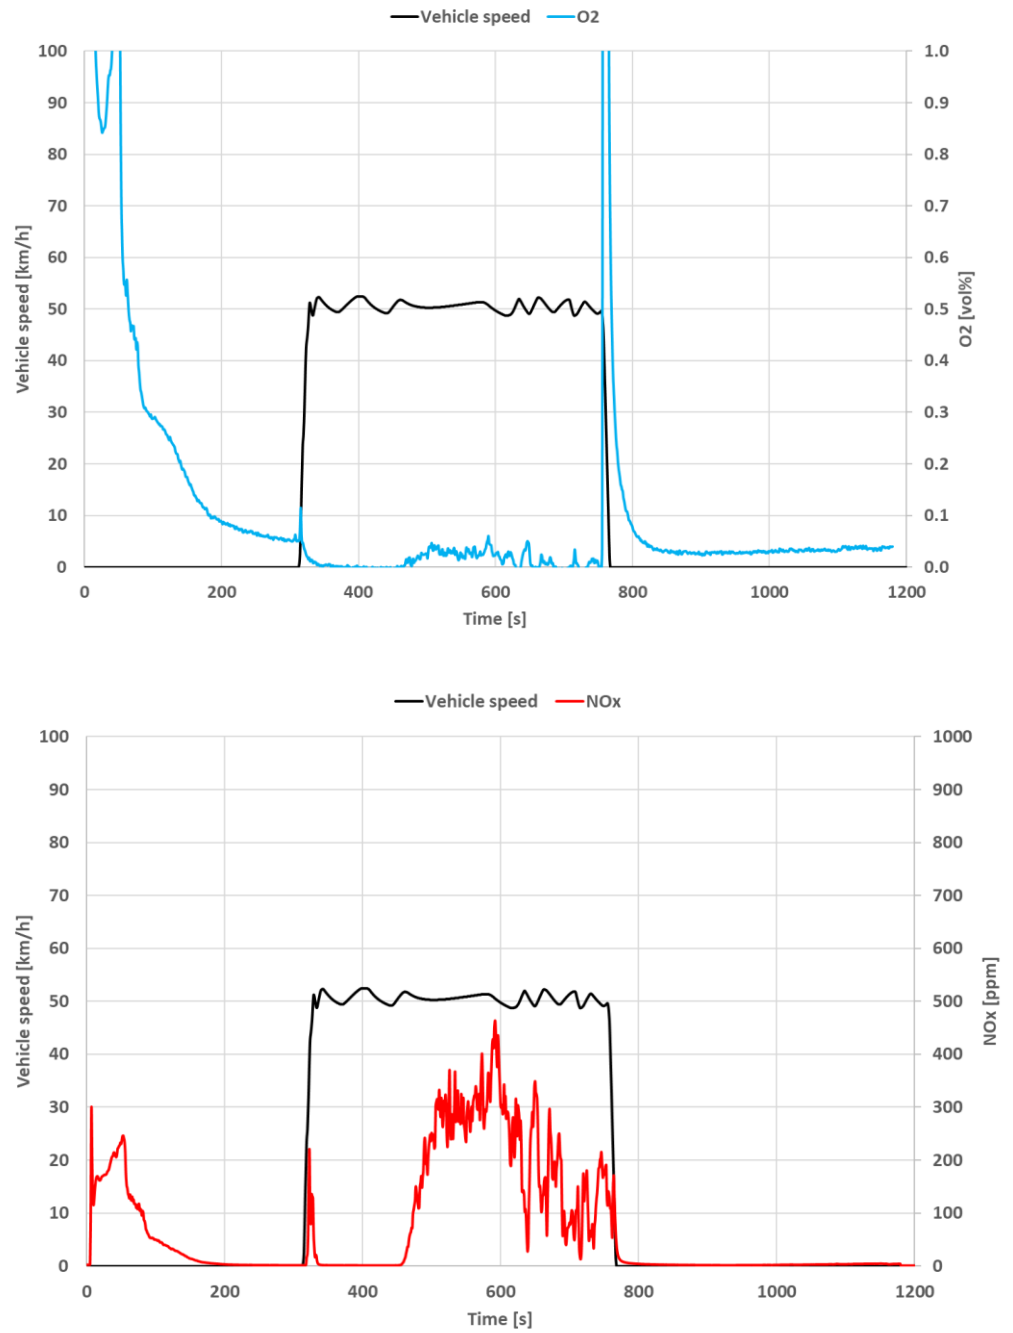 Vehicle speed O2
100 1.0
90 0.9
80 0.8
70 0.7
60 0.6
50 0.5
40 0.4
30 0.3
20 0.2
10 0.1
0 0.0
Vehicle speed [km/h]
O2 [vol%]
0 200 400 600 800 1000 1200
Time [s]
Vehicle speed NOx
100 1000
90 900
80 800
70 700
60 600
50 500
40 400
30 300
20 200
10 100
0 0
Vehicle speed [km/h]
NOx [ppm]
0 200 400 600 800 1000 1200
Time [s]